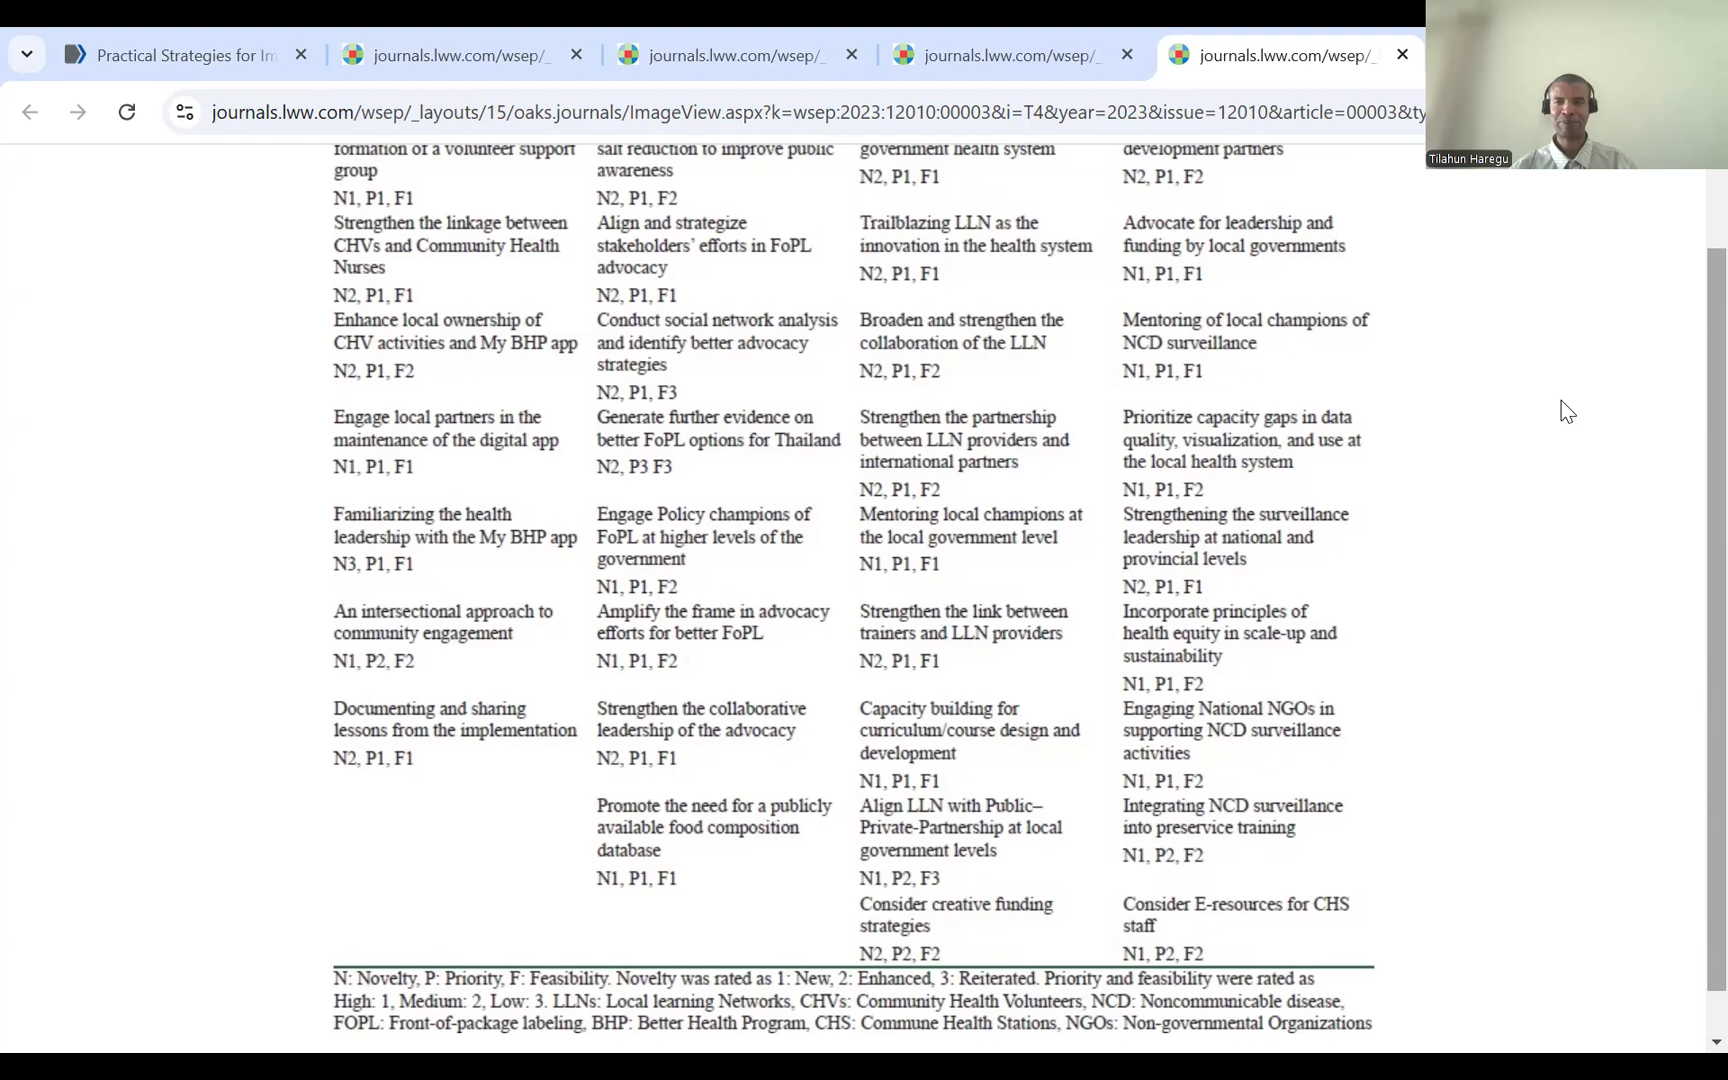 Practical Strategies for Im
journals.lww.com/wsep/_
journals.lww.com/wsep/_
journals.lww.com/wsep/_
journals.lww.com/wsep/_
journals.lww.com/wsep/_layouts/15/oaks.journals/ImageView.aspx?k=wsep:2023:12010:00003&i=T4&year=2023&issue=12010&article=00003&ty
Tilahun Haregu
formation of a volunteer support
group
N1, P1, F1
Strengthen the linkage between
CHVs and Community Health
Nurses
N2, P1, F1
Enhance local ownership of
CHV activities and My BHP app
N2, P1, F2
Engage local partners in the
maintenance of the digital app
N1, P1, F1
Familiarizing the health
leadership with the My BHP app
N3, P1, F1
An intersectional approach to
community engagement
N1, P2, F2
Documenting and sharing
lessons from the implementation
N2, P1, F1
salt reduction to improve public
awareness
N2, P1, F2
Align and strategize
stakeholders’ efforts in FoPL
advocacy
N2, P1, F1
Conduct social network analysis
and identify better advocacy
strategies
N2, P1, F3
Generate further evidence on
better FoPL options for Thailand
N2, P3 F3
Engage Policy champions of
FoPL at higher levels of the
government
N1, P1, F2
Amplify the frame in advocacy
efforts for better FoPL
N1, P1, F2
Strengthen the collaborative
leadership of the advocacy
N2, P1, F1
Promote the need for a publicly
available food composition
database
N1, P1, F1
government health system
N2, P1, F1
Trailblazing LLN as the
innovation in the health system
N2, P1, F1
Broaden and strengthen the
collaboration of the LLN
N2, P1, F2
Strengthen the partnership
between LLN providers and
international partners
N2, P1, F2
Mentoring local champions at
the local government level
N1, P1, F1
Strengthen the link between
trainers and LLN providers
N2, P1, F1
Capacity building for
curriculum/course design and
development
N1, P1, F1
Align LLN with Public–
Private-Partnership at local
government levels
N1, P2, F3
Consider creative funding
strategies
N2, P2, F2
development partners
N2, P1, F2
Advocate for leadership and
funding by local governments
N1, P1, F1
Mentoring of local champions of
NCD surveillance
N1, P1, F1
Prioritize capacity gaps in data
quality, visualization, and use at
the local health system
N1, P1, F2
Strengthening the surveillance
leadership at national and
provincial levels
N2, P1, F1
Incorporate principles of
health equity in scale-up and
sustainability
N1, P1, F2
Engaging National NGOs in
supporting NCD surveillance
activities
N1, P1, F2
Integrating NCD surveillance
into preservice training
N1, P2, F2
Consider E-resources for CHS
staff
N1, P2, F2
N: Novelty, P: Priority, F: Feasibility. Novelty was rated as 1: New, 2: Enhanced, 3: Reiterated. Priority and feasibility were rated as
High: 1, Medium: 2, Low: 3. LLNs: Local learning Networks, CHVs: Community Health Volunteers, NCD: Noncommunicable disease,
FOPL: Front-of-package labeling, BHP: Better Health Program, CHS: Commune Health Stations, NGOs: Non-governmental Organizations